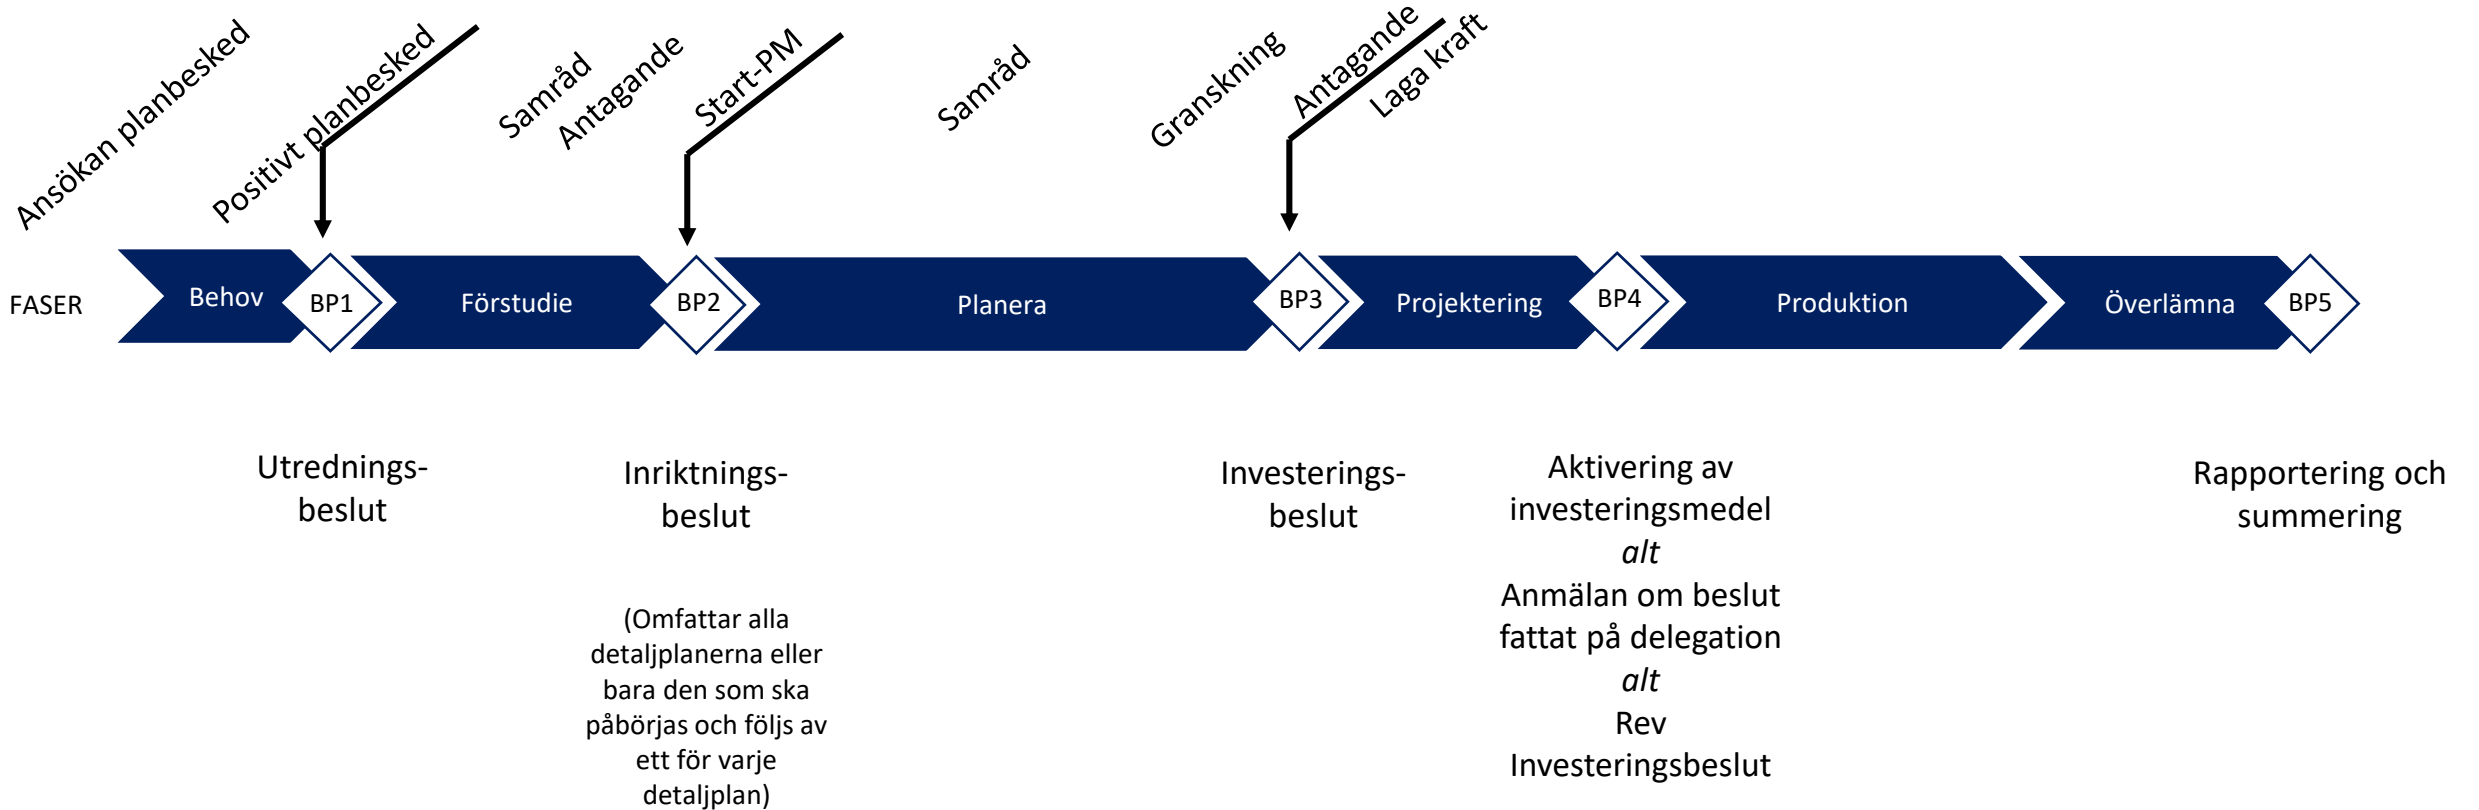 Ansökan planbesked
Positivt planbesked
Samråd
Antagande
Start-PM
Samråd
Granskning
Antagande
Laga kraft
FASER
Behov
BP1
Förstudie
BP2
Planera
BP3
Projektering
BP4
Produktion
Överlämna
BP5
Utrednings-
beslut
Inriktnings-
beslut
(Omfattar alla
detaljplanerna eller
bara den som ska
påbörjas och följs av
ett för varje
detaljplan)
Investerings-
beslut
Aktivering av
investeringsmedel
alt
Anmälan om beslut
fattat på delegation
alt
Rev
Investeringsbeslut
Rapportering och
summering